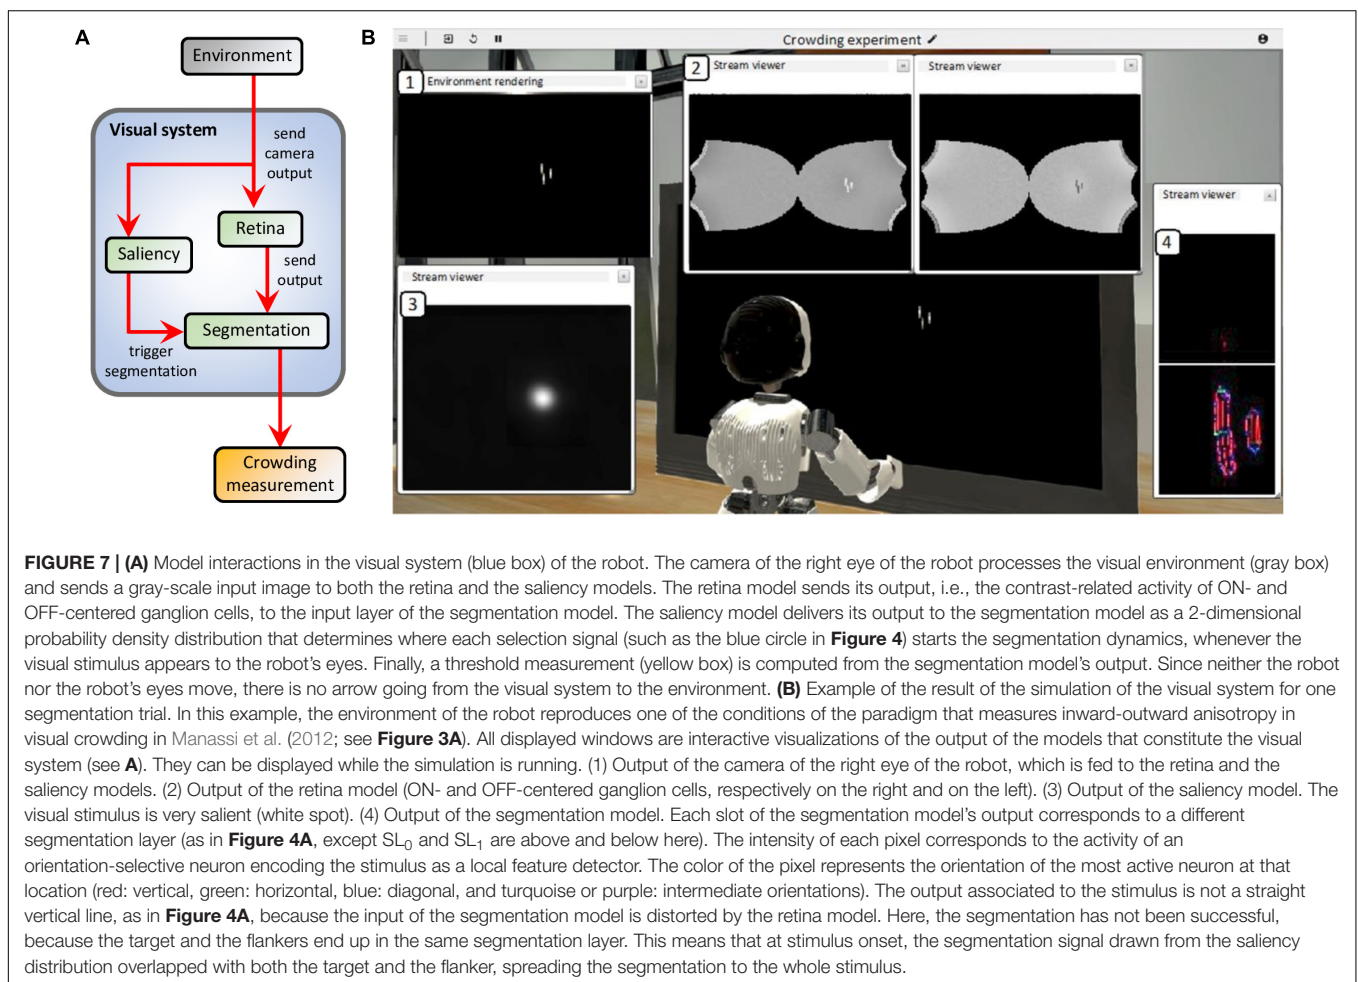 A
Environment
Visual system
send
camera
output
Retina
Saliency
send
output
Segmentation
trigger
segmentation
Crowding
measurement
B
Crowding experiment
1 Environment rendering
2 Stream viewer
Stream viewer
3 Stream viewer
Stream viewer
4
FIGURE 7 | (A) Model interactions in the visual system (blue box) of the robot. The camera of the right eye of the robot processes the visual environment (gray box)
and sends a gray-scale input image to both the retina and the saliency models. The retina model sends its output, i.e., the contrast-related activity of ON- and
OFF-centered ganglion cells, to the input layer of the segmentation model. The saliency model delivers its output to the segmentation model as a 2-dimensional
probability density distribution that determines where each selection signal (such as the blue circle in Figure 4) starts the segmentation dynamics, whenever the
visual stimulus appears to the robot's eyes. Finally, a threshold measurement (yellow box) is computed from the segmentation model's output. Since neither the robot
nor the robot's eyes move, there is no arrow going from the visual system to the environment. (B) Example of the result of the simulation of the visual system for one
segmentation trial. In this example, the environment of the robot reproduces one of the conditions of the paradigm that measures inward-outward anisotropy in
visual crowding in Manassi et al. (2012; see Figure 3A). All displayed windows are interactive visualizations of the output of the models that constitute the visual
system (see A). They can be displayed while the simulation is running. (1) Output of the camera of the right eye of the robot, which is fed to the retina and the
saliency models. (2) Output of the retina model (ON- and OFF-centered ganglion cells, respectively on the right and on the left). (3) Output of the saliency model. The
visual stimulus is very salient (white spot). (4) Output of the segmentation model. Each slot of the segmentation model's output corresponds to a different
segmentation layer (as in Figure 4A, except SL0 and SL1 are above and below here). The intensity of each pixel corresponds to the activity of an
orientation-selective neuron encoding the stimulus as a local feature detector. The color of the pixel represents the orientation of the most active neuron at that
location (red: vertical, green: horizontal, blue: diagonal, and turquoise or purple: intermediate orientations). The output associated to the stimulus is not a straight
vertical line, as in Figure 4A, because the input of the segmentation model is distorted by the retina model. Here, the segmentation has not been successful,
because the target and the flankers end up in the same segmentation layer. This means that at stimulus onset, the segmentation signal drawn from the saliency
distribution overlapped with both the target and the flanker, spreading the segmentation to the whole stimulus.